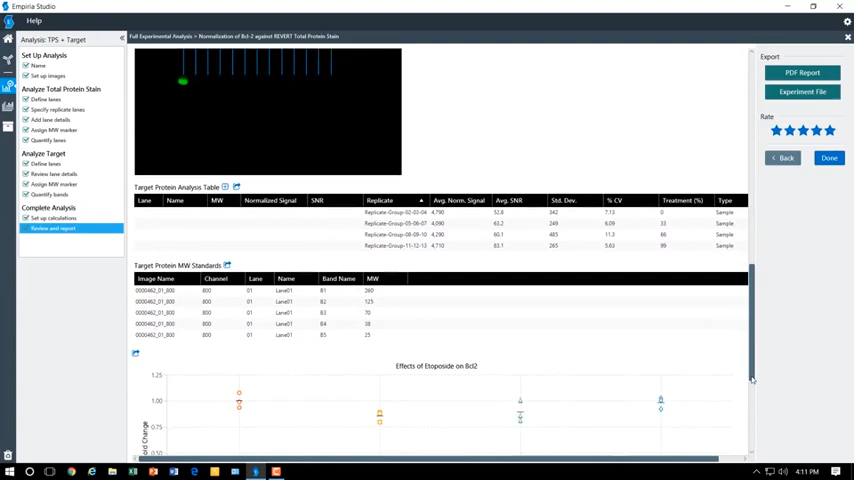 Empiria Studio
Help
Analysis: TPS + Target
Full Experimental Analysis > Normalization of Bcl-2 against REVERT Total Protein Stain
Set Up Analysis
Name
Set up images
Analyze Total Protein Stain
Define lanes
Specify replicate lanes
Add lane details
Assign MW marker
Quantify lanes
Analyze Target
Define lanes
Review lane details
Assign MW marker
Quantify bands
Complete Analysis
Set up calculations
Review and report
Target Protein Analysis Table
Lane Name MW Normalized Signal SNR Replicate Avg. Norm. Signal Avg. SNR Std. Dev. % CV Treatment (%) Type
Replicate-Group-02-03-04 4,790 52.8 342 7.13 0 Sample
Replicate-Group-05-06-07 4,090 63.2 249 6.09 33 Sample
Replicate-Group-08-09-10 4,290 60.1 485 11.3 66 Sample
Replicate-Group-11-12-13 4,710 83.1 265 5.63 99 Sample
Target Protein MW Standards
Image Name Channel Lane Name Band Name MW
0000462_01_800 800 01 Lane01 B1 260
0000462_01_800 800 01 Lane01 B2 125
0000462_01_800 800 01 Lane01 B3 70
0000462_01_800 800 01 Lane01 B4 38
0000462_01_800 800 01 Lane01 B5 25
Effects of Etoposide on Bcl2
1.25
1.00
0.75
0.50
Fold Change
Export
PDF Report
Experiment File
Rate
Back
Done
4:11 PM